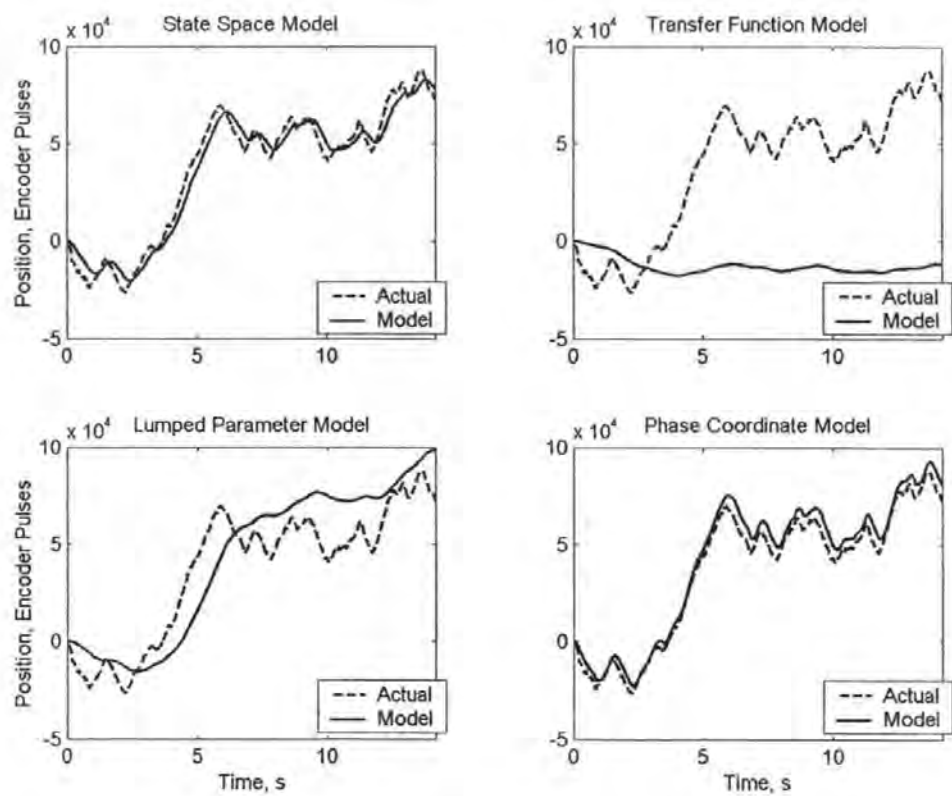 State Space Model
x 10⁴
10
5
0
-5
0
5
10
Position, Encoder Pulses
Actual
Model
Transfer Function Model
x 10⁴
10
5
0
-5
0
5
10
Actual
Model
Lumped Parameter Model
x 10⁴
10
5
0
-5
0
5
10
Position, Encoder Pulses
Time, s
Actual
Model
Phase Coordinate Model
x 10⁴
10
5
0
-5
0
5
10
Time, s
Actual
Model